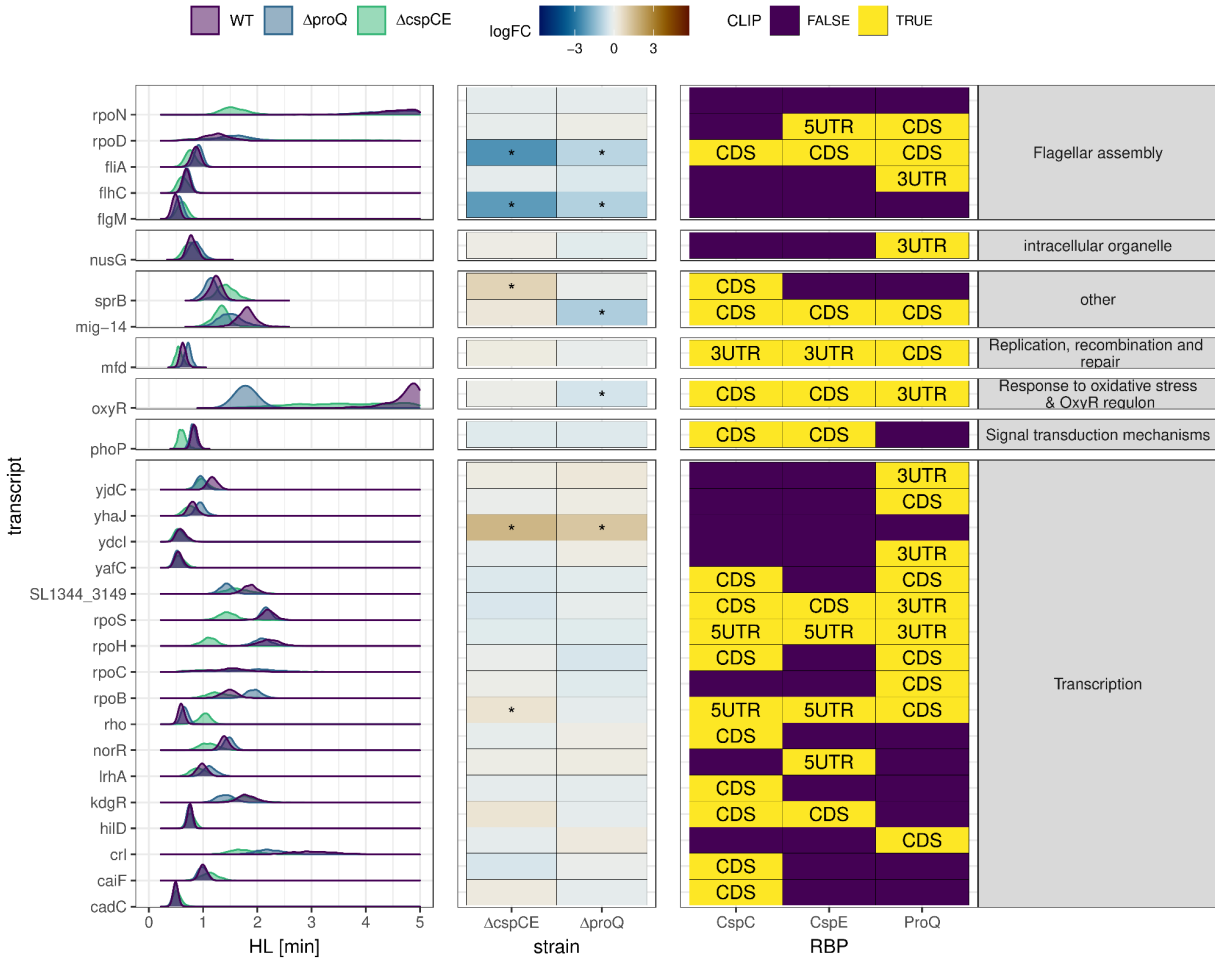 WT ΔproQ ΔcspCE
logFC −3 0 3
CLIP FALSE TRUE
transcript
rpoN
rpoD 5UTR CDS
fliA * * CDS CDS CDS
flhC 3UTR
flgM * *
Flagellar assembly
nusG 3UTR intracellular organelle
sprB * CDS
mig−14 * CDS CDS CDS
other
mfd 3UTR 3UTR CDS
Replication, recombination and
repair
oxyR * CDS CDS 3UTR
Response to oxidative stress
& OxyR regulon
phoP CDS CDS Signal transduction mechanisms
yjdC 3UTR
yhaJ CDS
ydcI * *
yafC 3UTR
SL1344_3149 CDS CDS
rpoS CDS CDS 3UTR
rpoH 5UTR 5UTR 3UTR
rpoC CDS CDS
rpoB CDS
rho * 5UTR 5UTR CDS
norR CDS
lrhA 5UTR
kdgR CDS
hilD CDS CDS
crl CDS
caiF CDS
cadC CDS
Transcription
0 1 2 3 4 5
HL [min]
ΔcspCE ΔproQ
strain
CspC CspE ProQ
RBP